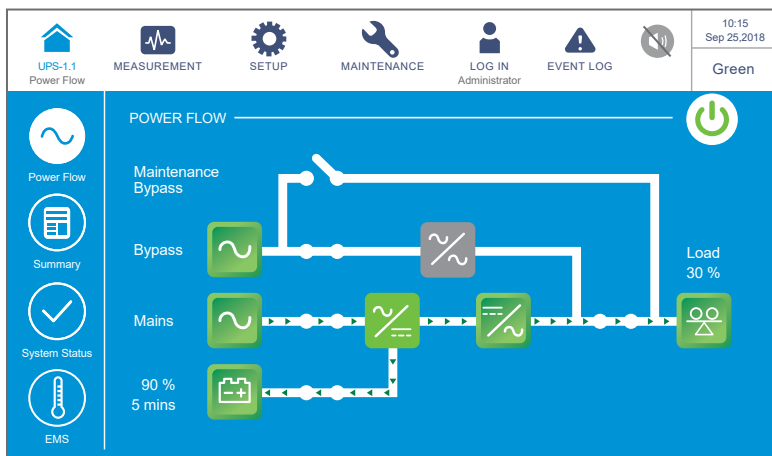 UPS-1.1
Power Flow
MEASUREMENT
SETUP
MAINTENANCE
LOG IN
Administrator
EVENT LOG
10:15
Sep 25,2018
Green
Power Flow
Summary
System Status
EMS
POWER FLOW
Maintenance
Bypass
Bypass
Mains
90 %
5 mins
Load
30 %